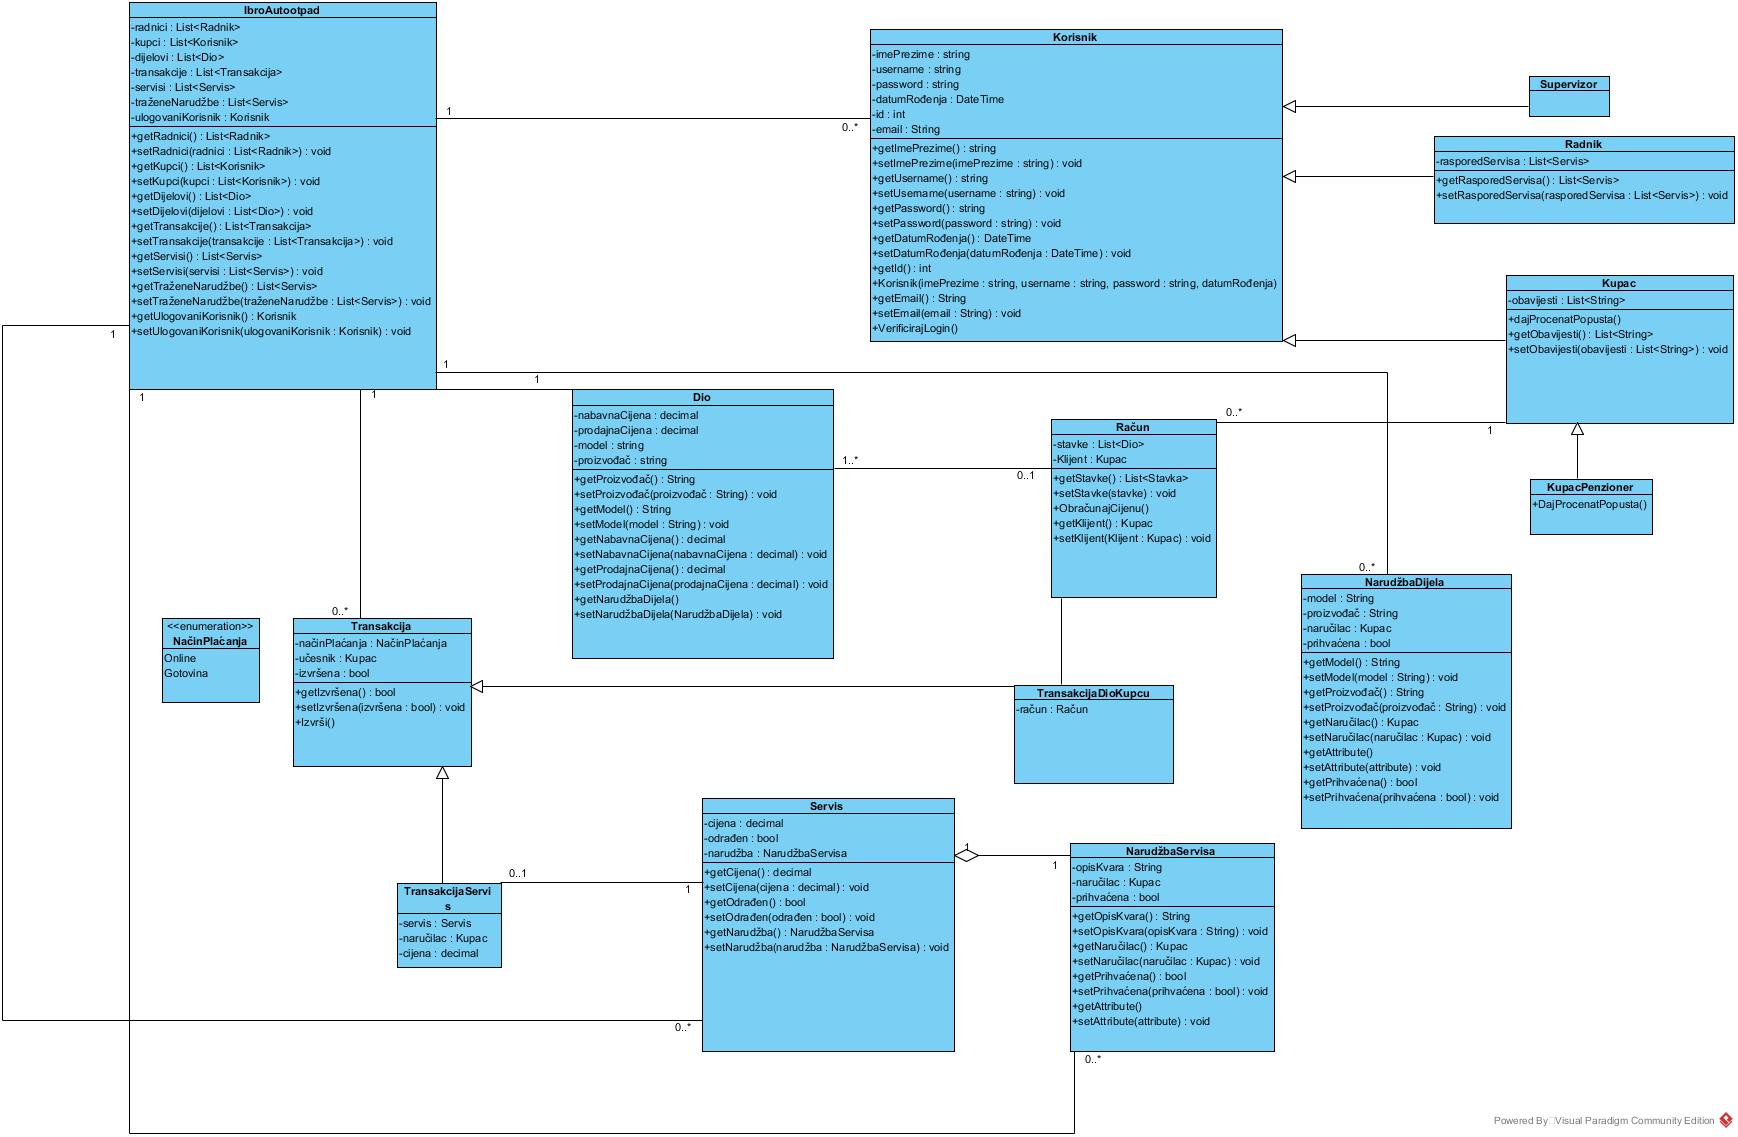 IbroAutootpad
-radnici : List<Radnik>
-kupci : List<Korisnik>
-dijelovi : List<Dio>
-transakcije : List<Transakcija>
-servisi : List<Servis>
-traženeNarudžbe : List<Servis>
-ulogovaniKorisnik : Korisnik
+getRadnici() : List<Radnik>
+setRadnici(radnici : List<Radnik>) : void
+getKupci() : List<Korisnik>
+setKupci(kupci : List<Korisnik>) : void
+getDijelovi() : List<Dio>
+setDijelovi(dijelovi : List<Dio>) : void
+getTransakcije() : List<Transakcija>
+setTransakcije(transakcije : List<Transakcija>) : void
+getServisi() : List<Servis>
+setServisi(servisi : List<Servis>) : void
+getTraženeNarudžbe() : List<Servis>
+setTraženeNarudžbe(traženeNarudžbe : List<Servis>) : void
+getUlogovaniKorisnik() : Korisnik
+setUlogovaniKorisnik(ulogovaniKorisnik : Korisnik) : void
1
0..*
Korisnik
-imePrezime : string
-username : string
-password : string
-datumRođenja : DateTime
-id : int
-email : String
+getImePrezime() : string
+setImePrezime(imePrezime : string) : void
+getUsername() : string
+setUsername(username : string) : void
+getPassword() : string
+setPassword(password : string) : void
+getDatumRođenja() : DateTime
+setDatumRođenja(datumRođenja : DateTime) : void
+getId() : int
+Korisnik(imePrezime : string, username : string, password : string, datumRođenja)
+getEmail() : String
+setEmail(email : String) : void
+VerificirajLogin()
Supervizor
Radnik
-rasporedServisa : List<Servis>
+getRasporedServisa() : List<Servis>
+setRasporedServisa(rasporedServisa : List<Servis>) : void
Kupac
-obavijesti : List<String>
+dajProcenatPopusta()
+getObavijesti() : List<String>
+setObavijesti(obavijesti : List<String>) : void
1
1
1
1
1
Dio
-nabavnaCijena : decimal
-prodajnaCijena : decimal
-model : string
-proizvođač : string
+getProizvođač() : String
+setProizvođač(proizvođač : String) : void
+getModel() : String
+setModel(model : String) : void
+getNabavnaCijena() : decimal
+setNabavnaCijena(nabavnaCijena : decimal) : void
+getProdajnaCijena() : decimal
+setProdajnaCijena(prodajnaCijena : decimal) : void
+getNarudžbaDijela()
+setNarudžbaDijela(NarudžbaDijela) : void
1..*
0..1
Račun
-stavke : List<Dio>
-Klijent : Kupac
+getStavke() : List<Stavka>
+setStavke(stavke) : void
+ObračunajCijenu()
+getKlijent() : Kupac
+setKlijent(Klijent : Kupac) : void
0..*
1
KupacPenzioner
+DajProcenatPopusta()
0..*
NarudžbaDijela
-model : String
-proizvođač : String
-naručilac : Kupac
-prihvaćena : bool
+getModel() : String
+setModel(model : String) : void
+getProizvođač() : String
+setProizvođač(proizvođač : String) : void
+getNaručilac() : Kupac
+setNaručilac(naručilac : Kupac) : void
+getAttribute()
+setAttribute(attribute) : void
+getPrihvaćena() : bool
+setPrihvaćena(prihvaćena : bool) : void
<<enumeration>>
NačinPlaćanja
Online
Gotovina
0..*
Transakcija
-načinPlaćanja : NačinPlaćanja
-učesnik : Kupac
-izvršena : bool
+getIzvršena() : bool
+setIzvršena(izvršena : bool) : void
+Izvrši()
TransakcijaDioKupcu
-račun : Račun
TransakcijaServi
s
-servis : Servis
-naručilac : Kupac
-cijena : decimal
0..1
1
Servis
-cijena : decimal
-odrađen : bool
-narudžba : NarudžbaServisa
+getCijena() : decimal
+setCijena(cijena : decimal) : void
+getOdrađen() : bool
+setOdrađen(odrađen : bool) : void
+getNarudžba() : NarudžbaServisa
+setNarudžba(narudžba : NarudžbaServisa) : void
0..*
1
1
NarudžbaServisa
-opisKvara : String
-naručilac : Kupac
-prihvaćena : bool
+getOpisKvara() : String
+setOpisKvara(opisKvara : String) : void
+getNaručilac() : Kupac
+setNaručilac(naručilac : Kupac) : void
+getPrihvaćena() : bool
+setPrihvaćena(prihvaćena : bool) : void
+getAttribute()
+setAttribute(attribute) : void
0..*
Powered By Visual Paradigm Community Edition